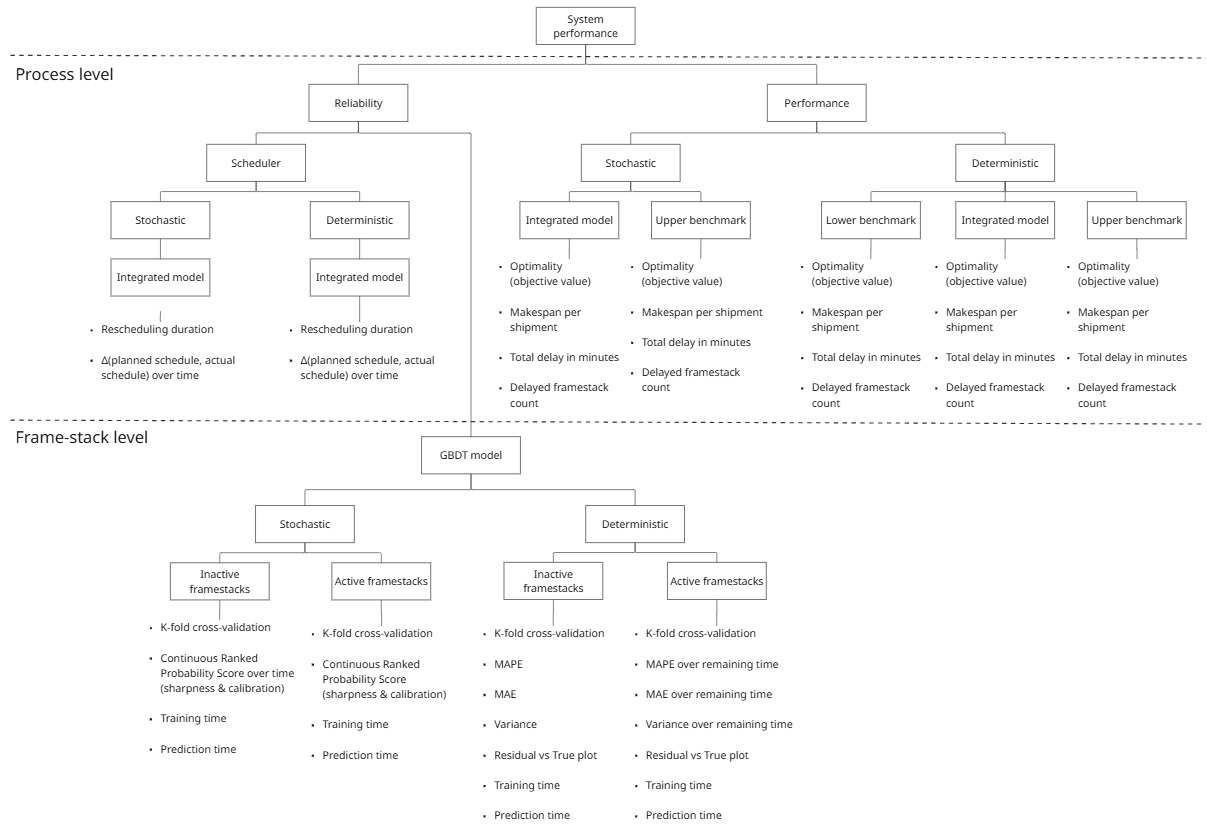 System
performance
Process level
Reliability
Performance
Scheduler
Stochastic
Deterministic
Stochastic
Deterministic
Integrated model
Upper benchmark
Lower benchmark
Integrated model
Upper benchmark
Integrated model
Integrated model
• Rescheduling duration
• Δ(planned schedule, actual
schedule) over time
• Rescheduling duration
• Δ(planned schedule, actual
schedule) over time
• Optimality
(objective value)
• Makespan per
shipment
• Total delay in minutes
• Delayed framestack
count
• Optimality
(objective value)
• Makespan per shipment
• Total delay in minutes
• Delayed framestack
count
• Optimality
(objective value)
• Makespan per
shipment
• Total delay in minutes
• Delayed framestack
count
• Optimality
(objective value)
• Makespan per
shipment
• Total delay in minutes
• Delayed framestack
count
• Optimality
(objective value)
• Makespan per
shipment
• Total delay in minutes
• Delayed framestack
count
Frame-stack level
GBDT model
Stochastic
Deterministic
Inactive
framestacks
Active framestacks
Inactive
framestacks
Active framestacks
• K-fold cross-validation
• Continuous Ranked
Probability Score over time
(sharpness & calibration)
• Training time
• Prediction time
• K-fold cross-validation
• Continuous Ranked
Probability Score
(sharpness & calibration)
• Training time
• Prediction time
• K-fold cross-validation
• MAPE
• MAE
• Variance
• Residual vs True plot
• Training time
• Prediction time
• K-fold cross-validation
• MAPE over remaining time
• MAE over remaining time
• Variance over remaining time
• Residual vs True plot
• Training time
• Prediction time